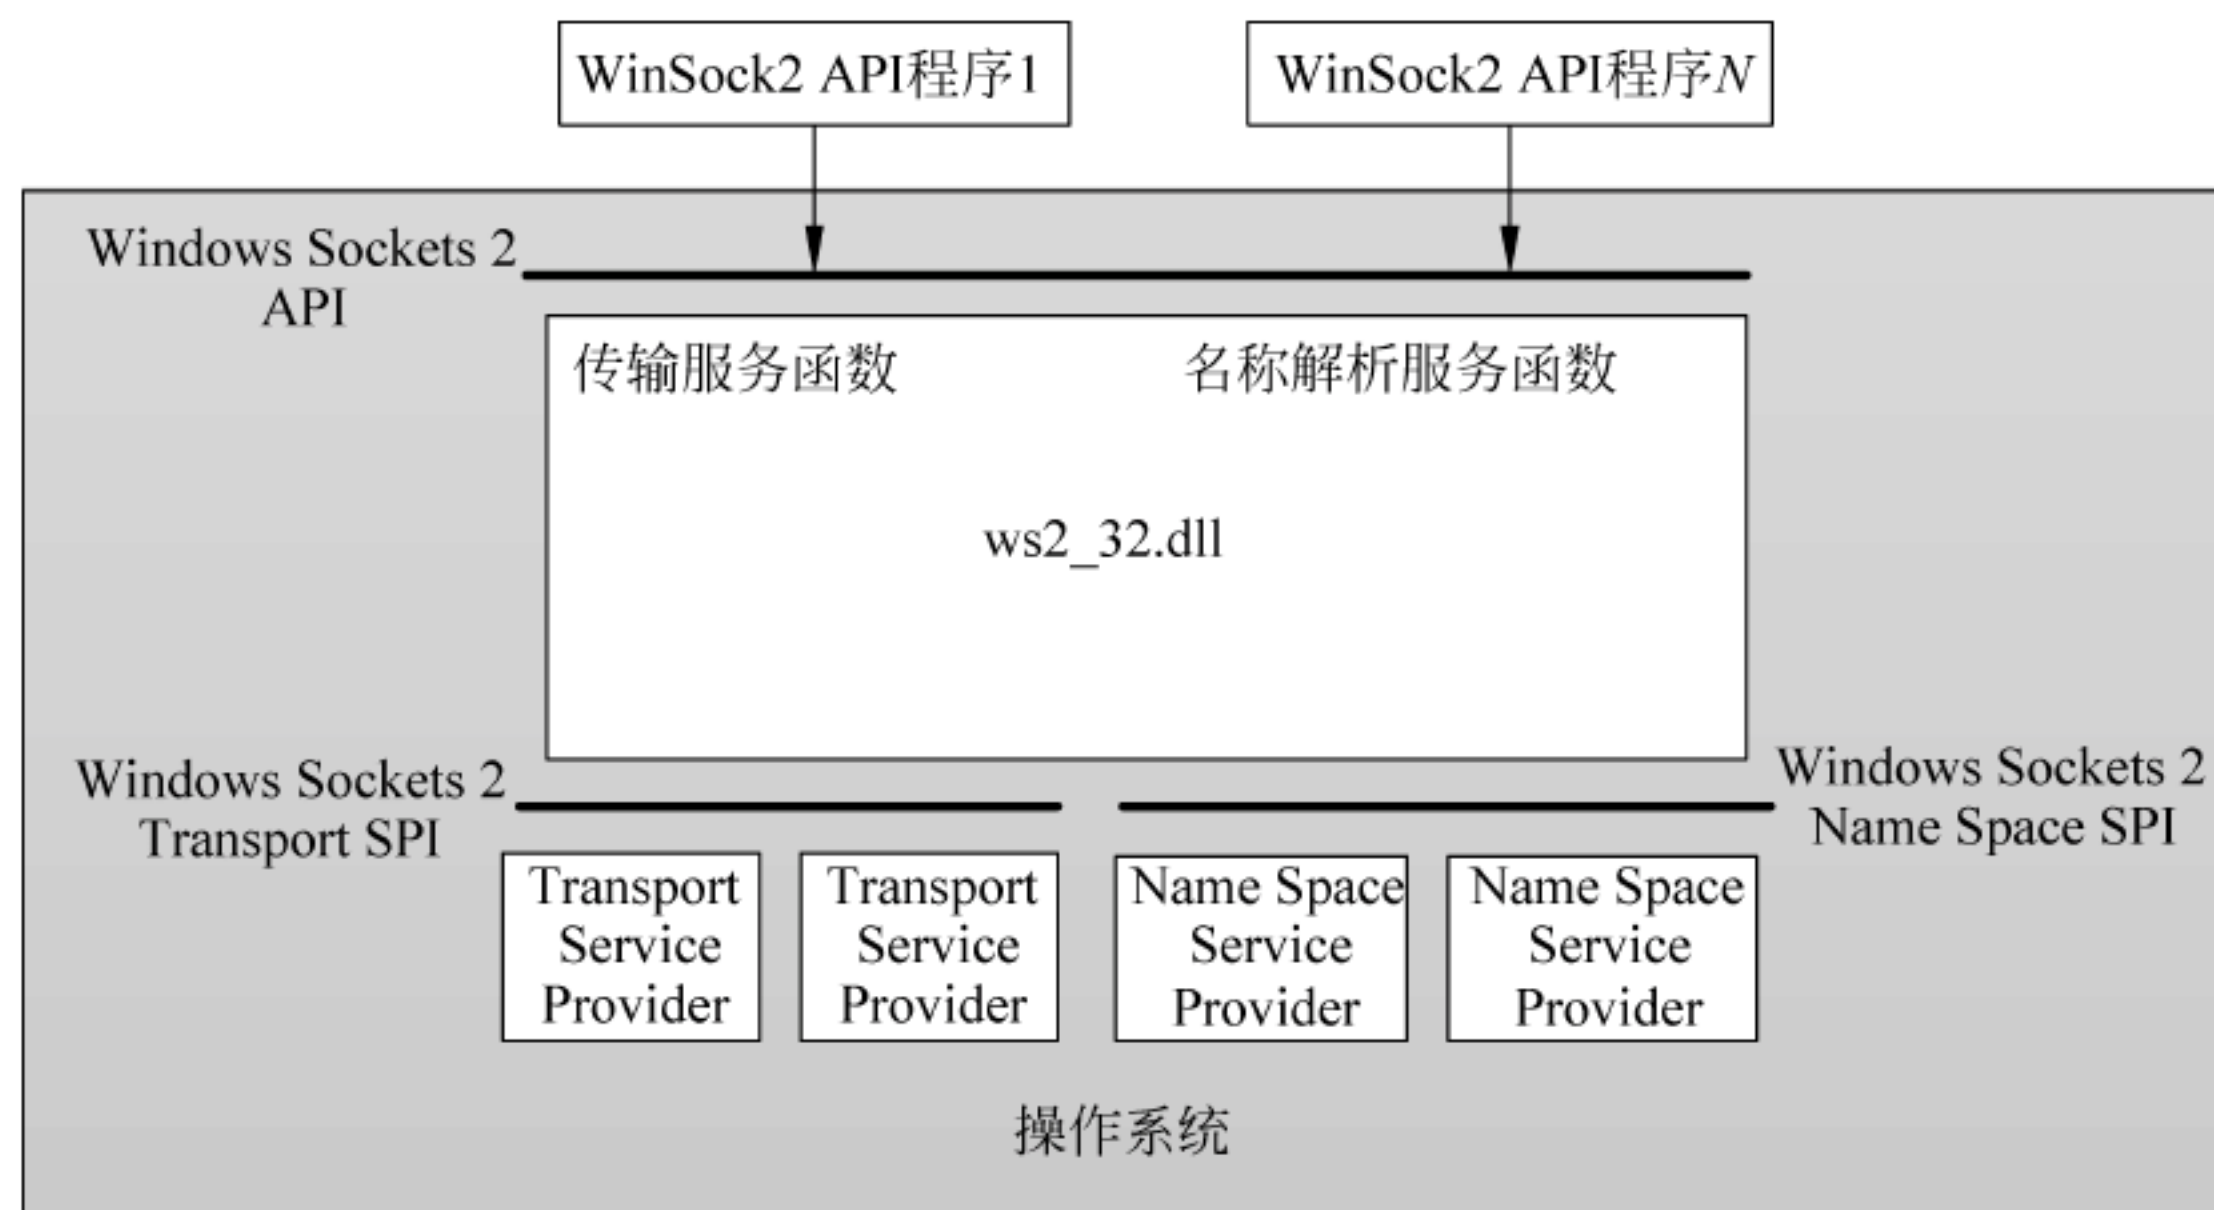 WinSock2 API程序1
WinSock2 API程序N
Windows Sockets 2
API
传输服务函数
名称解析服务函数
ws2_32.dll
Windows Sockets 2
Transport SPI
Windows Sockets 2
Name Space SPI
Transport
Service
Provider
Transport
Service
Provider
Name Space
Service
Provider
Name Space
Service
Provider
操作系统